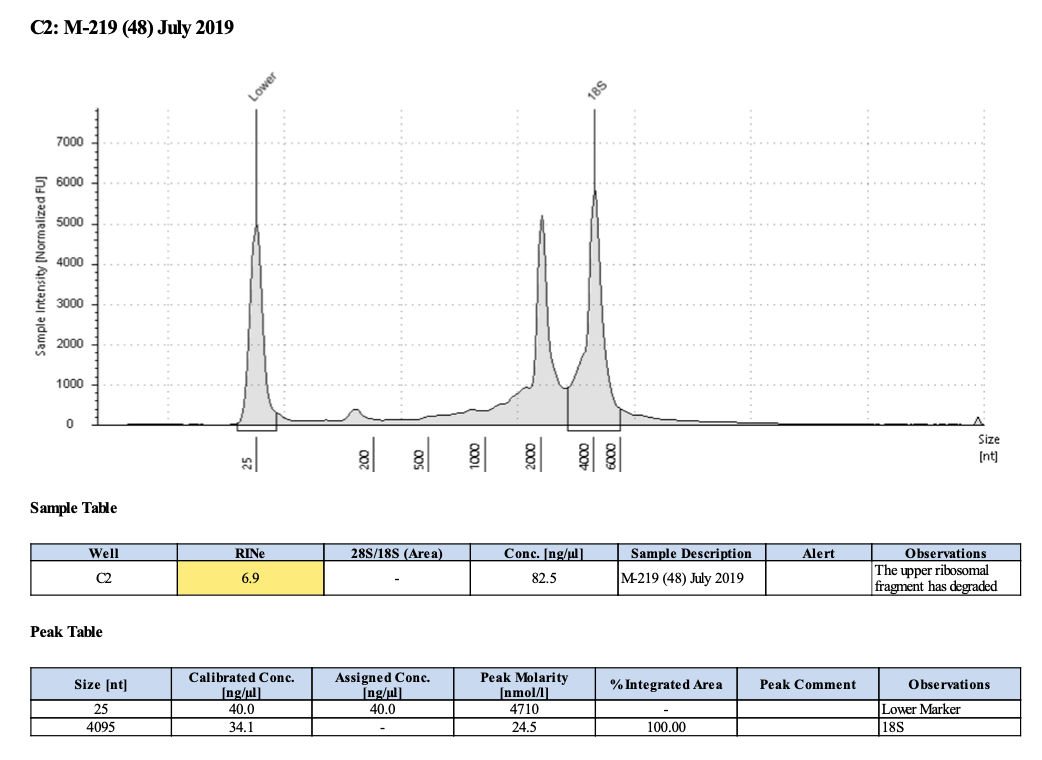 C2: M-219 (48) July 2019
Lower
18S
Sample Intensity [Normalized FU]
7000
6000
5000
4000
3000
2000
1000
0
25
200
500
1000
2000
4000
6000
Size
[nt]
Sample Table
Well RINe 28S/18S (Area) Conc. [ng/µl] Sample Description Alert Observations
C2 6.9 - 82.5 M-219 (48) July 2019 The upper ribosomal
fragment has degraded
Peak Table
Size [nt] Calibrated Conc. [ng/µl] Assigned Conc. [ng/µl] Peak Molarity [nmol/l] % Integrated Area Peak Comment Observations
25 40.0 40.0 4710 - Lower Marker
4095 34.1 - 24.5 100.00 18S